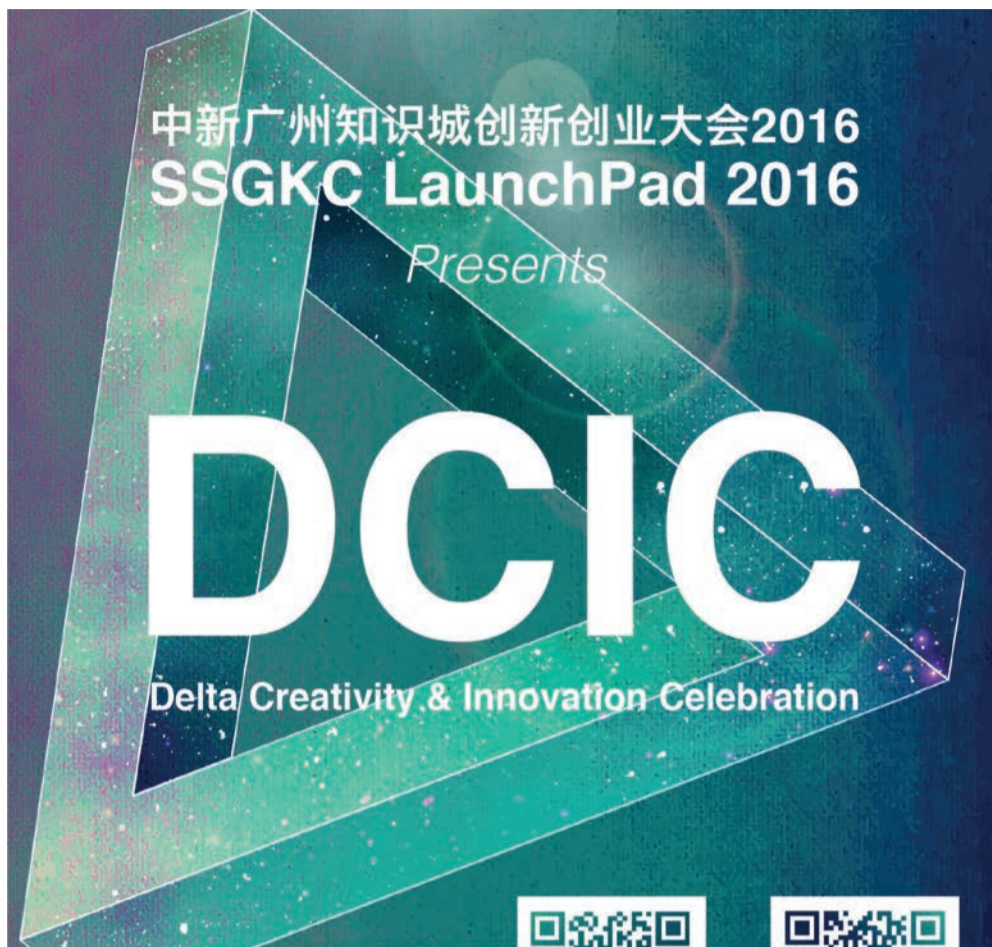 中新广州知识城创新创业大会2016
SSGKC LaunchPad 2016
Presents
DCIC
Delta Creativity & Innovation Celebration